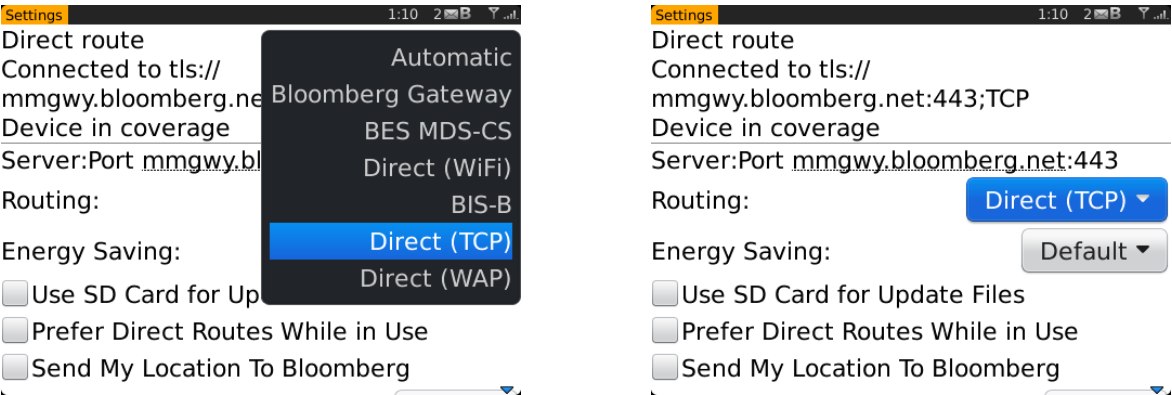 Settings 1:10 2 B
Direct route
Connected to tls://
mmgwy.bloomberg.ne
Device in coverage
Server:Port mmgwy.bl
Routing:
Energy Saving:
Use SD Card for Up
Prefer Direct Routes While in Use
Send My Location To Bloomberg
Automatic
Bloomberg Gateway
BES MDS-CS
Direct (WiFi)
BIS-B
Direct (TCP)
Direct (WAP)
Settings 1:10 2 B
Direct route
Connected to tls://
mmgwy.bloomberg.net:443;TCP
Device in coverage
Server:Port mmgwy.bloomberg.net:443
Routing: Direct (TCP)
Energy Saving: Default
Use SD Card for Update Files
Prefer Direct Routes While in Use
Send My Location To Bloomberg